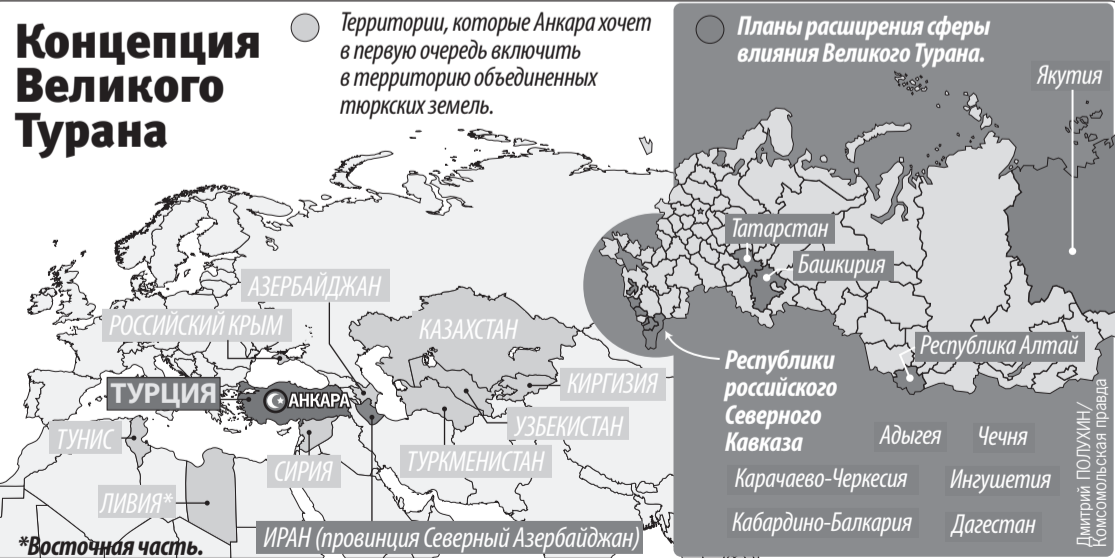 Концепция
Великого
Турана
Территории, которые Анкара хочет
в первую очередь включить
в территорию объединенных
тюркских земель.
АЗЕРБАЙДЖАН
РОССИЙСКИЙ КРЫМ
КАЗАХСТАН
ТУРЦИЯ
АНКАРА
КИРГИЗИЯ
УЗБЕКИСТАН
ТУНИС
СИРИЯ
ТУРКМЕНИСТАН
ЛИВИЯ*
ИРАН (провинция Северный Азербайджан)
*Восточная часть.
Планы расширения сферы
влияния Великого Турана.
Якутия
Татарстан
Башкирия
Республика Алтай
Республики
российского
Северного
Кавказа
Адыгея
Чечня
Карачаево-Черкесия
Ингушетия
Кабардино-Балкария
Дагестан
Дмитрий ПОЛУХИН/
Комсомольская правда